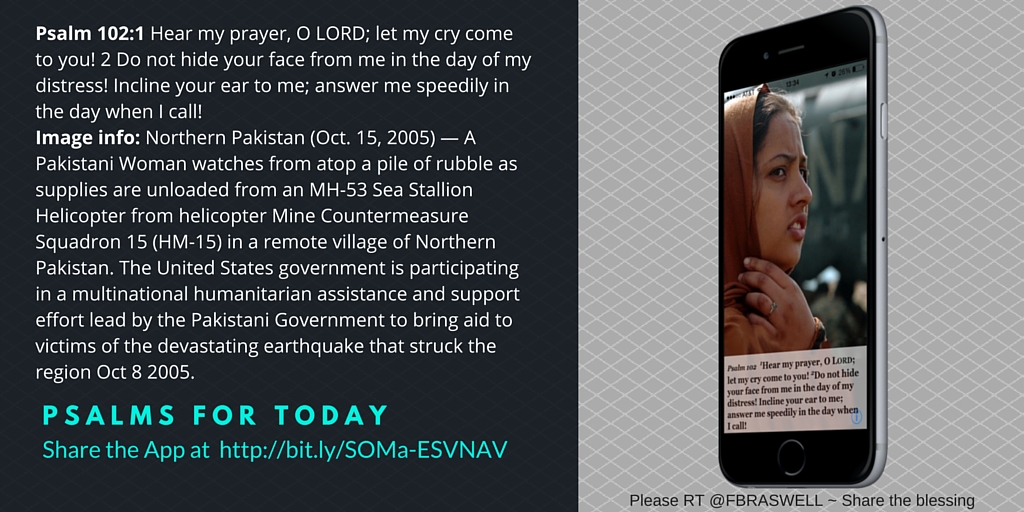 Psalm 102:1 Hear my prayer, O LORD; let my cry come
to you! 2 Do not hide your face from me in the day of my
distress! Incline your ear to me; answer me speedily in
the day when I call!
Image info: Northern Pakistan (Oct. 15, 2005) — A
Pakistani Woman watches from atop a pile of rubble as
supplies are unloaded from an MH-53 Sea Stallion
Helicopter from helicopter Mine Countermeasure
Squadron 15 (HM-15) in a remote village of Northern
Pakistan. The United States government is participating
in a multinational humanitarian assistance and support
effort lead by the Pakistani Government to bring aid to
victims of the devastating earthquake that struck the
region Oct 8 2005.
PSALMS FOR TODAY
Share the App at http://bit.ly/SOMa-ESVNAV
AT&T 13:24 26%
Psalm 102 ¹Hear my prayer, O LORD;
let my cry come to you! ²Do not hide
your face from me in the day of my
distress! Incline your ear to me;
answer me speedily in the day when
I call!
Please RT @FBRASWELL ~ Share the blessing